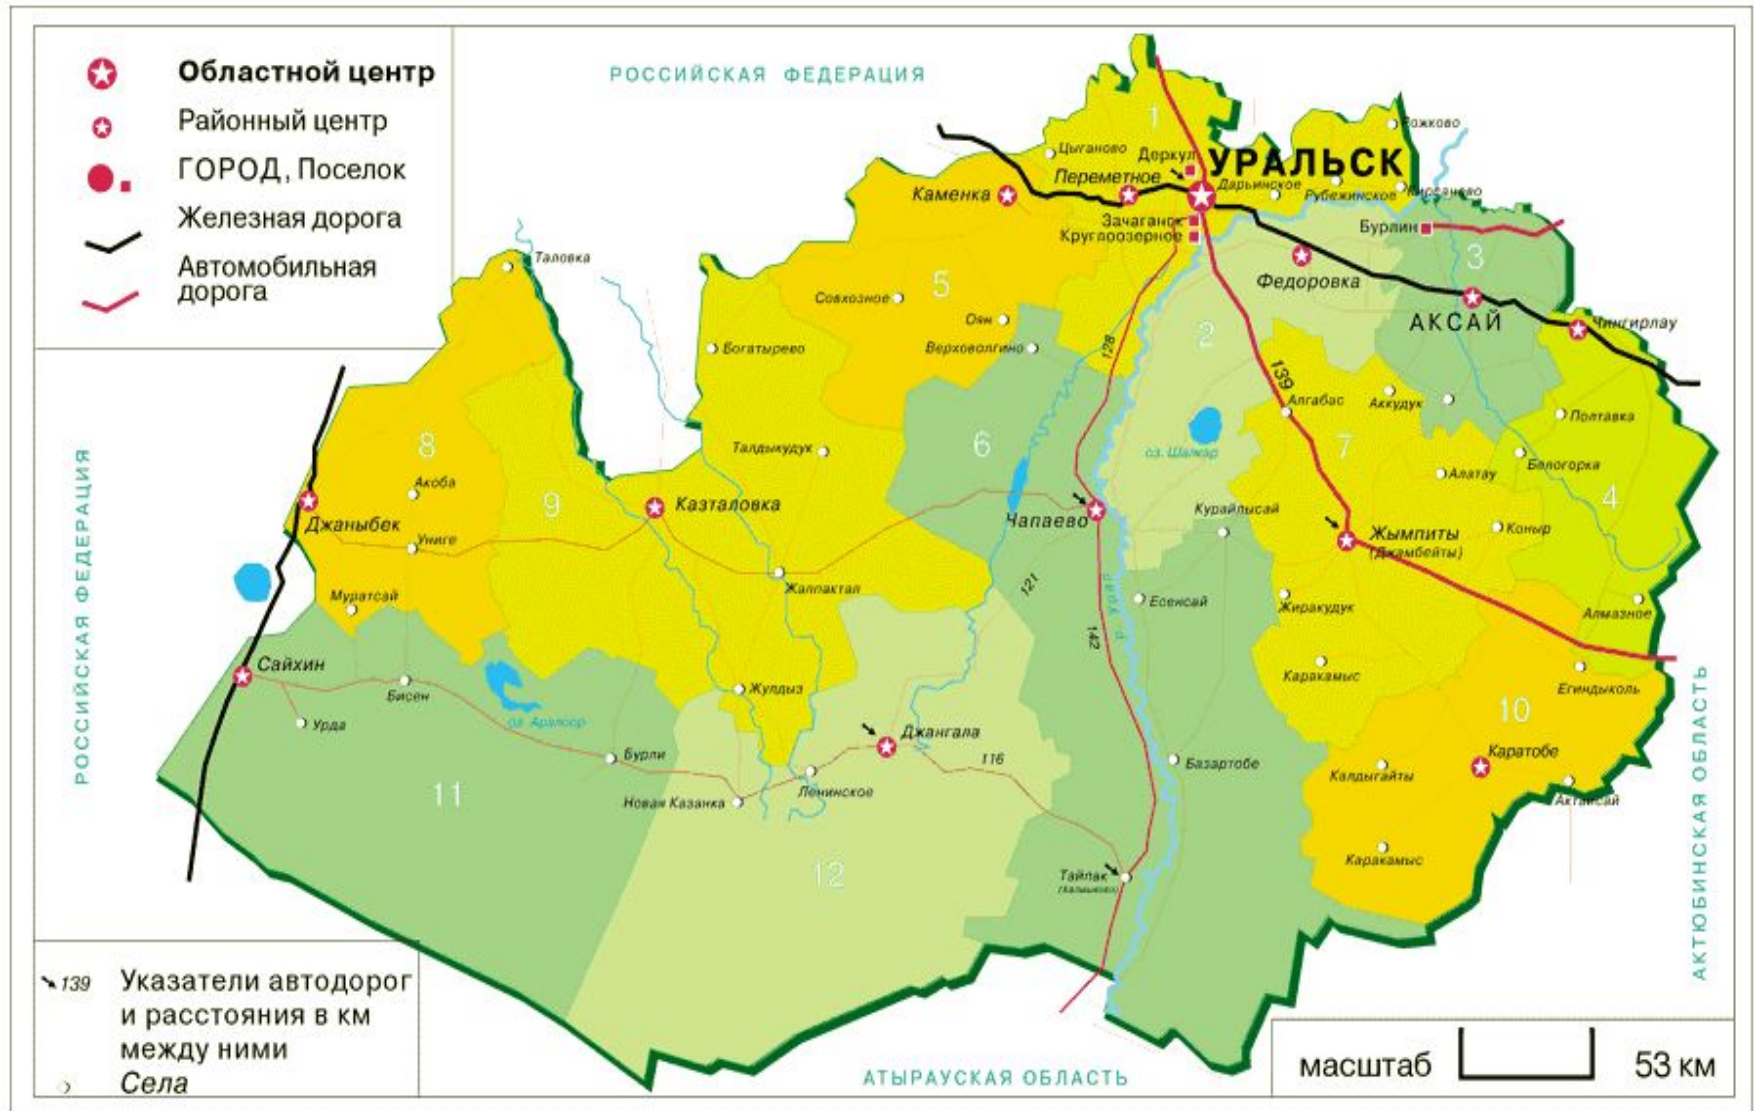 Областной центр
Районный центр
ГОРОД, Поселок
Железная дорога
Автомобильная
дорога
РОССИЙСКАЯ ФЕДЕРАЦИЯ
1
Рожково
Цыганово
Деркул
УРАЛЬСК
Переметное
Каменка
Дарьинское
Рубежинское
Кирсаново
Зачаганск
Круглоозерное
Бурлин
3
Таловка
Федоровка
5
Совхозное
Оян
АКСАЙ
Чингирлау
2
Богатырево
Верховолгино
128
139
Алгабас
Аккудук
Полтавка
8
6
7
Талдыкудук
оз. Шалкар
Белогорка
Алатау
4
РОССИЙСКАЯ ФЕДЕРАЦИЯ
Акоба
9
Казталовка
Джаныбек
Чапаево
Курайлысай
Коныр
Жымпиты
(Джамбейты)
Униге
Жалпактал
121
Р. Урал
Есенсай
Муратсай
Жиракудук
Алмазное
142
Сайхин
Каракамыс
Жулдыз
Бисен
Егиндыколь
Урда
оз. Аралсор
Джангала
10
Каратобе
Бурли
116
Базартобе
Калдыгайты
11
Ленинское
Новая Казанка
Актайсай
АКТЮБИНСКАЯ ОБЛАСТЬ
12
Каракамыс
Тайпак
139
Указатели автодорог
и расстояния в км
между ними
Села
АТЫРАУСКАЯ ОБЛАСТЬ
масштаб
53 км